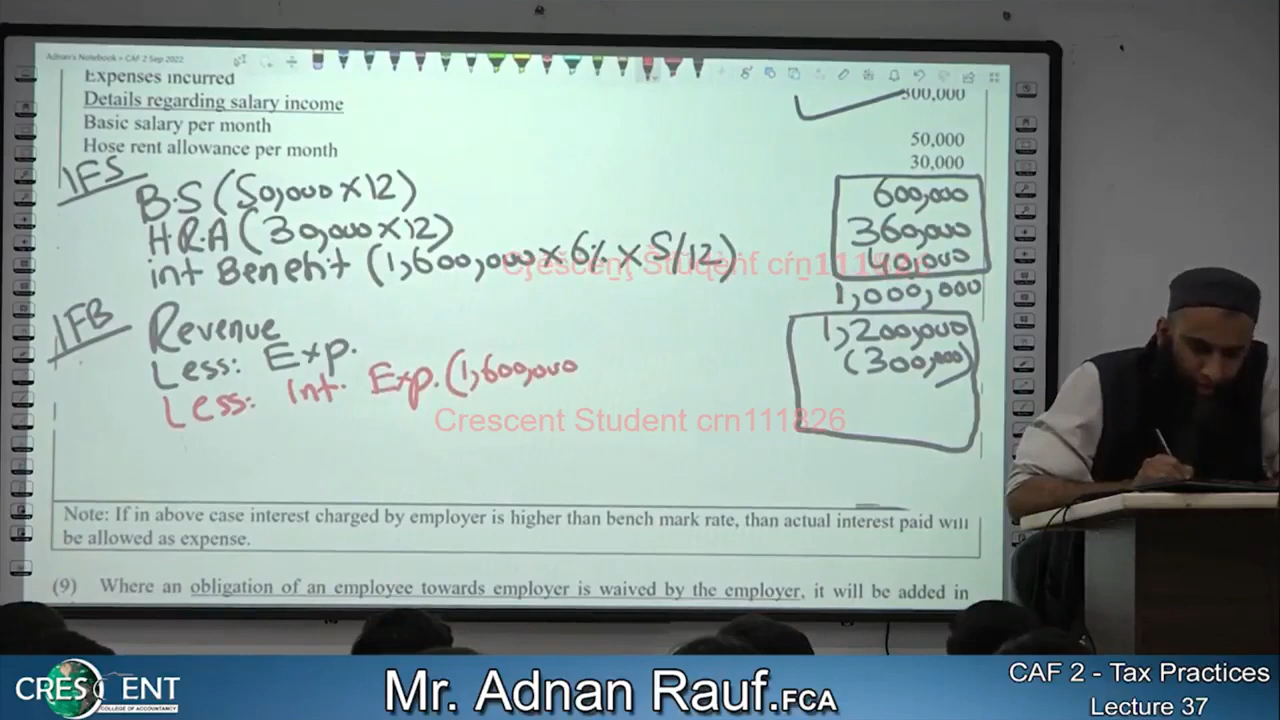 Adnan's Notebook - CAF 2 Sep 2022
Expenses incurred
300,000
Details regarding salary income
Basic salary per month
50,000
Hose rent allowance per month
30,000
IFS
B.S (50,000 x 12)
600,000
H.R.A (30,000 x 12)
360,000
int Benefit (1,600,000 x 6% x 5/12)
40,000
1,000,000
IFB
Revenue
1,200,000
Less: Exp.
(300,000)
Less: Int. Exp. (1,600,000
Crescent Student crn111826
Note: If in above case interest charged by employer is higher than bench mark rate, than actual interest paid will
be allowed as expense.
(9) Where an obligation of an employee towards employer is waived by the employer, it will be added in
CRESCENT
COLLEGE OF ACCOUNTANCY
Mr. Adnan Rauf.FCA
CAF 2 - Tax Practices
Lecture 37